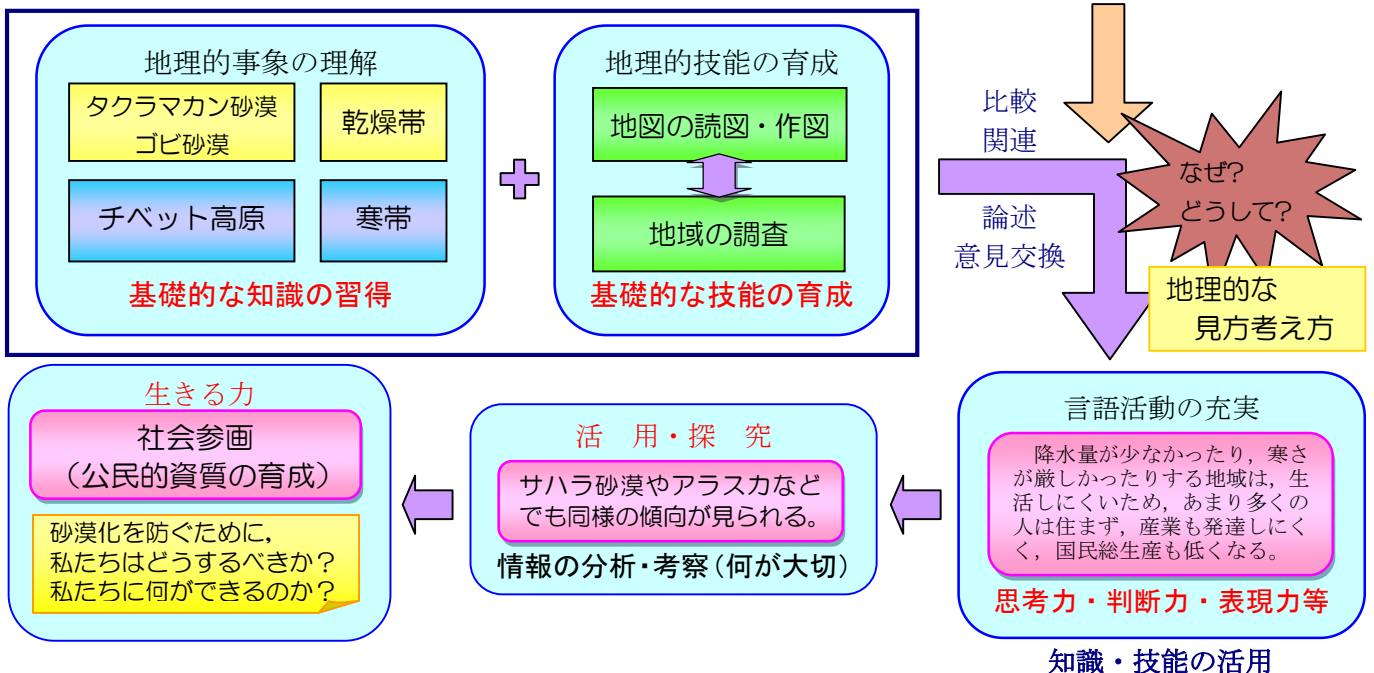 地理的事象の理解
タクラマカン砂漠
ゴビ砂漠
乾燥帯
チベット高原
寒帯
基礎的な知識の習得
地理的技能の育成
地図の読図・作図
地域の調査
基礎的な技能の育成
比較
関連
論述
意見交換
なぜ?
どうして?
地理的な
見方考え方
言語活動の充実
降水量が少なかったり，寒さ
が厳しかったりする地域は，生
活しにくいため，あまり多くの
人は住まず，産業も発達しにく
く，国民総生産も低くなる。
思考力・判断力・表現力等
知識・技能の活用
活　用・探　究
サハラ砂漠やアラスカなど
でも同様の傾向が見られる。
情報の分析・考察（何が大切）
生きる力
社会参画
（公民的資質の育成）
砂漠化を防ぐために，
私たちはどうするべきか？
私たちに何ができるのか？